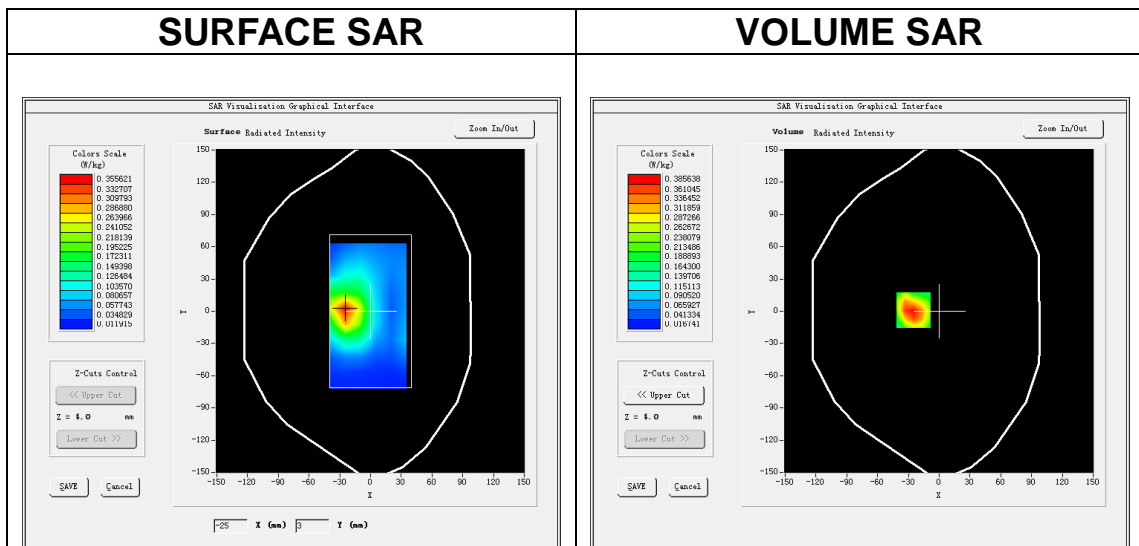 SURFACE SAR
VOLUME SAR
SAR Visualisation Graphical Interface
Surface Radiated Intensity
Zoom In/Out
Colors Scale
(W/kg)
0.355621
0.332707
0.309793
0.286880
0.263966
0.241052
0.218139
0.195225
0.172311
0.149398
0.126484
0.103570
0.080657
0.057743
0.034829
0.011915
Z-Cuts Control
<< Upper Cut
Z = 4.0 mm
Lower Cut >>
SAVE
Cancel
150
120
90
60
30
0
-30
-60
-90
-120
-150
Y
-150 -120 -90 -60 -30 0 30 60 90 120 150
X
-25 X (mm) 3 Y (mm)
SAR Visualisation Graphical Interface
Volume Radiated Intensity
Zoom In/Out
Colors Scale
(W/kg)
0.385638
0.361045
0.336452
0.311859
0.287266
0.262672
0.238079
0.213486
0.188893
0.164300
0.139706
0.115113
0.090520
0.065927
0.041334
0.016741
Z-Cuts Control
<< Upper Cut
Z = 4.0 mm
Lower Cut >>
SAVE
Cancel
150
120
90
60
30
0
-30
-60
-90
-120
-150
Y
-150 -120 -90 -60 -30 0 30 60 90 120 150
X